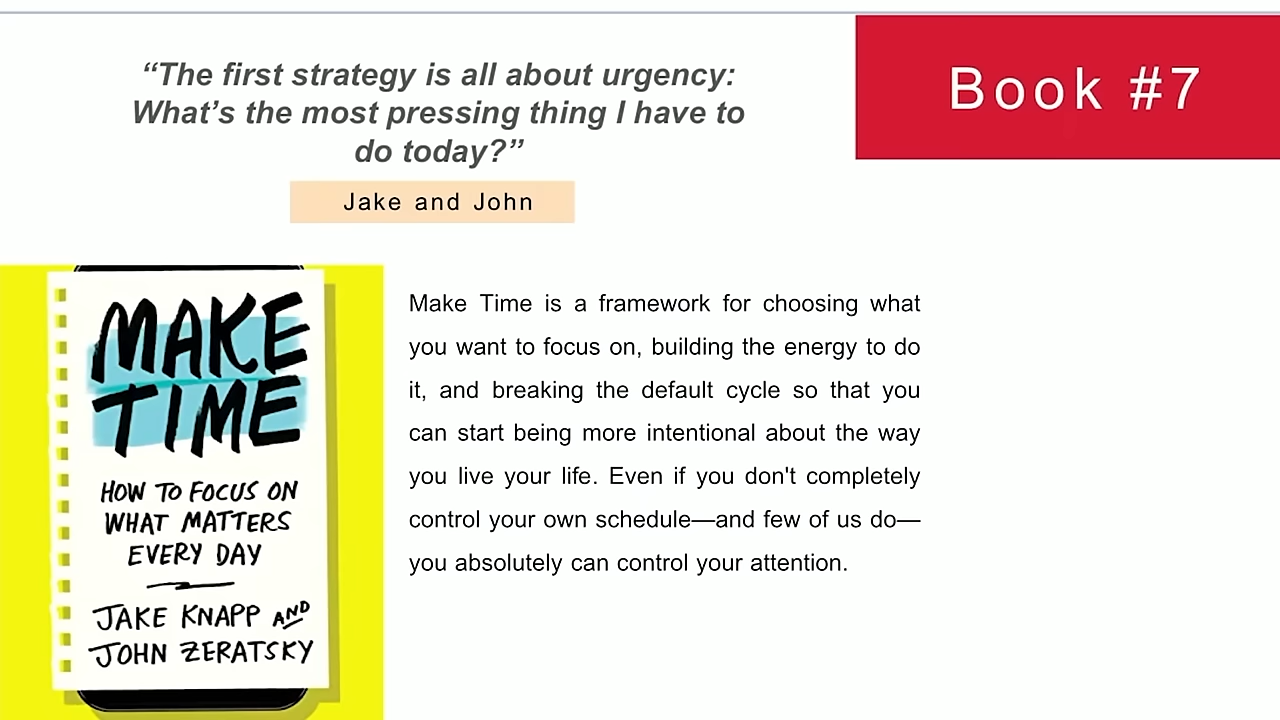 “The first strategy is all about urgency:
What’s the most pressing thing I have to
do today?”
Jake and John
Book #7
MAKE
TIME
HOW TO FOCUS ON
WHAT MATTERS
EVERY DAY
JAKE KNAPP AND
JOHN ZERATSKY
Make Time is a framework for choosing what
you want to focus on, building the energy to do
it, and breaking the default cycle so that you
can start being more intentional about the way
you live your life. Even if you don't completely
control your own schedule—and few of us do—
you absolutely can control your attention.